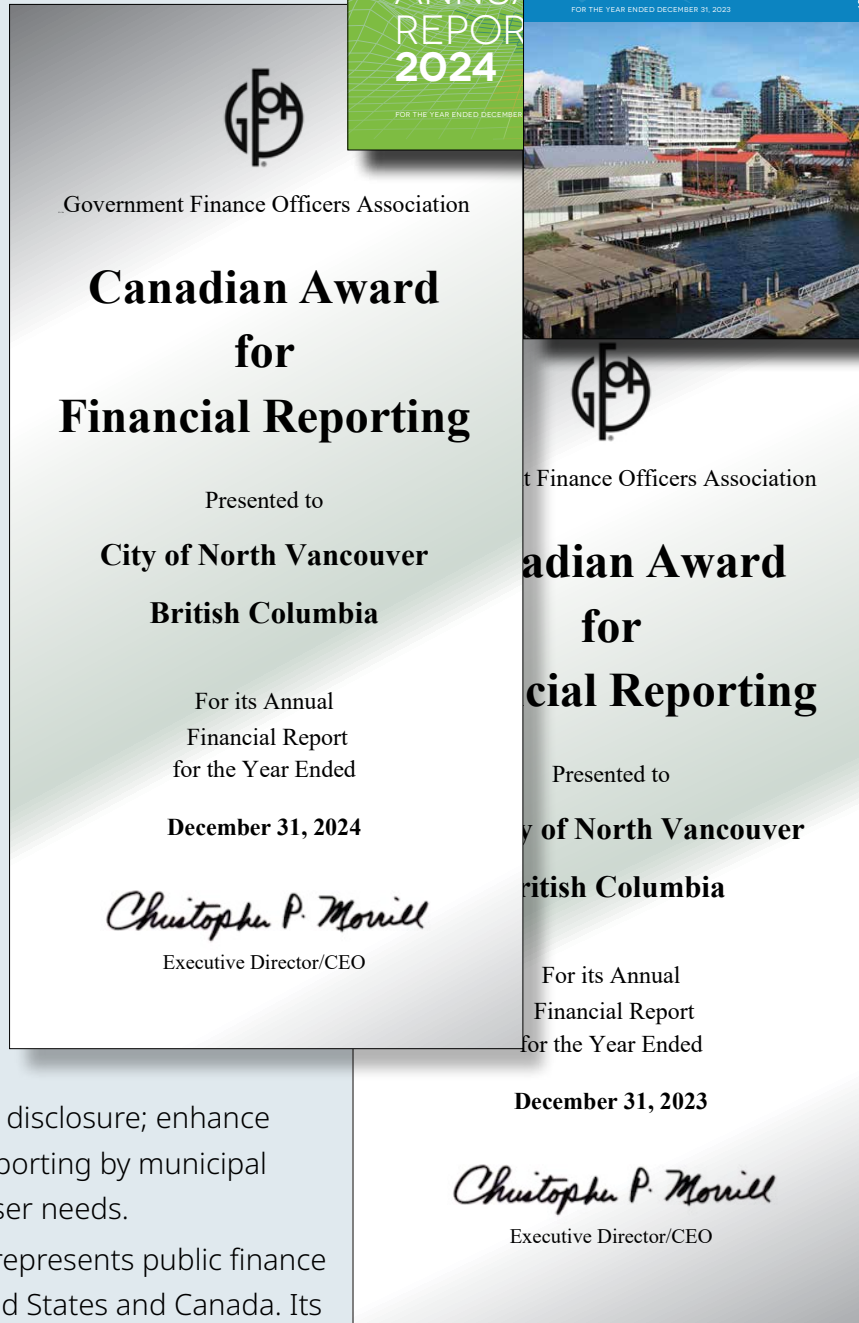 REPOR
2024
FOR THE YEAR ENDED DECEMBER
FOR THE YEAR ENDED DECEMBER 31, 2023
GFOA
Government Finance Officers Association
Canadian Award
for
Financial Reporting
Presented to
City of North Vancouver
British Columbia
For its Annual
Financial Report
for the Year Ended
December 31, 2024
Christopher P. Morrill
Executive Director/CEO
GFOA
t Finance Officers Association
adian Award
for
cial Reporting
Presented to
y of North Vancouver
ritish Columbia
For its Annual
Financial Report
for the Year Ended
December 31, 2023
Christopher P. Morrill
Executive Director/CEO
disclosure; enhance
porting by municipal
ser needs.
represents public finance
d States and Canada. Its